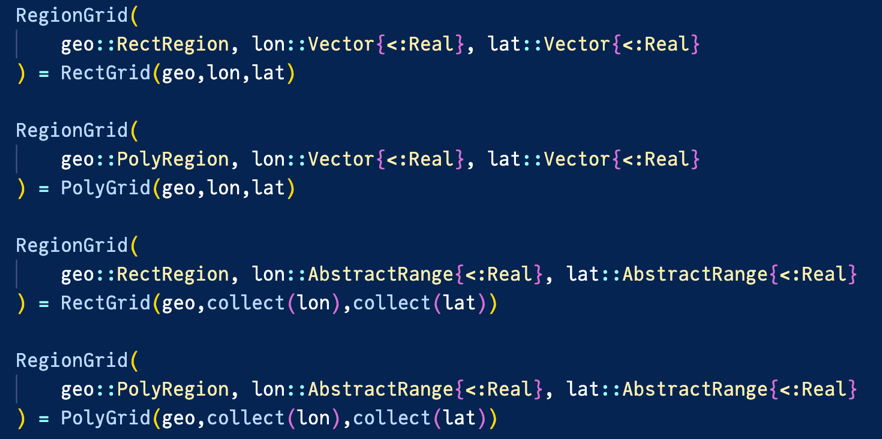 RegionGrid(
    geo::RectRegion, lon::Vector{<:Real}, lat::Vector{<:Real}
) = RectGrid(geo,lon,lat)

RegionGrid(
    geo::PolyRegion, lon::Vector{<:Real}, lat::Vector{<:Real}
) = PolyGrid(geo,lon,lat)

RegionGrid(
    geo::RectRegion, lon::AbstractRange{<:Real}, lat::AbstractRange{<:Real}
) = RectGrid(geo,collect(lon),collect(lat))

RegionGrid(
    geo::PolyRegion, lon::AbstractRange{<:Real}, lat::AbstractRange{<:Real}
) = PolyGrid(geo,collect(lon),collect(lat))